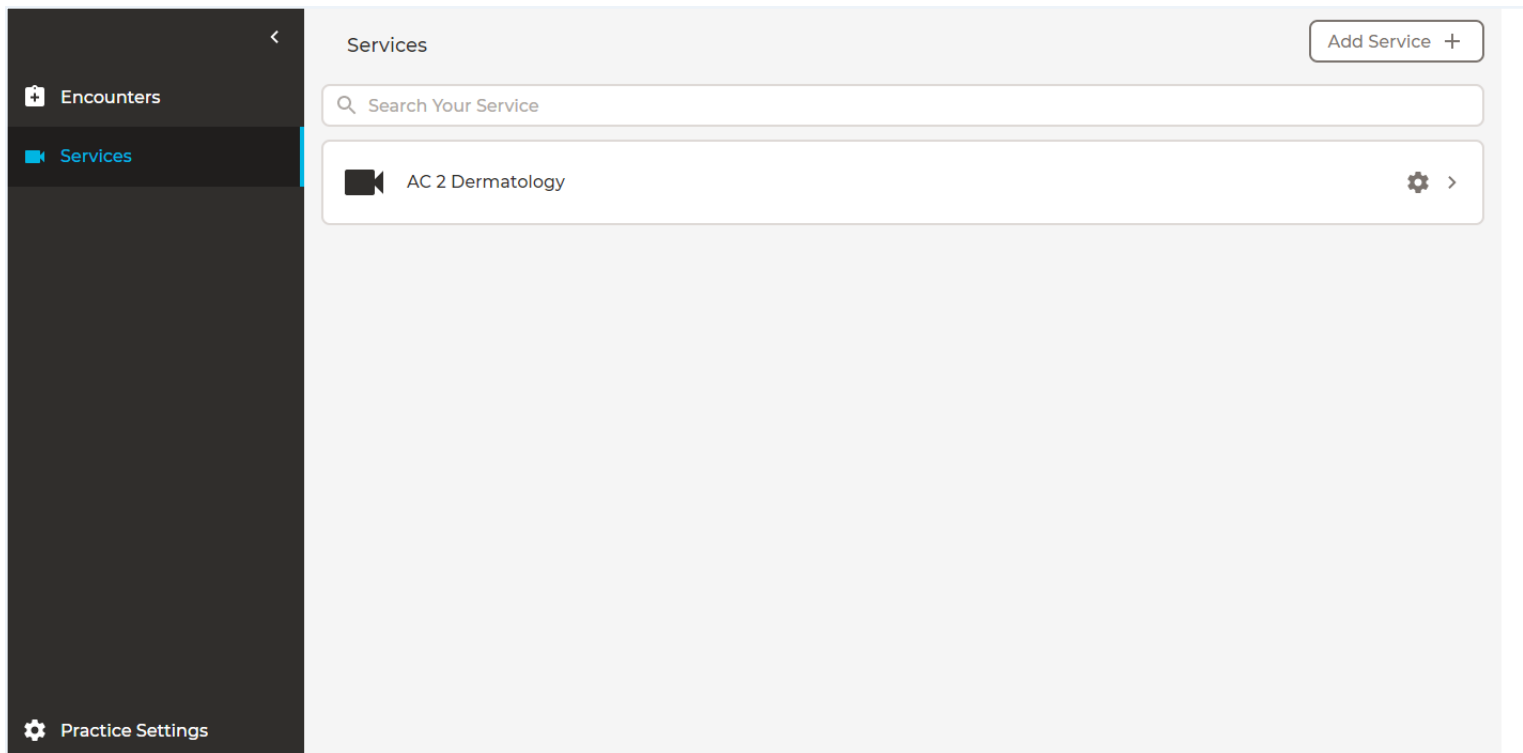 Services
Add Service +
Encounters
Search Your Service
Services
AC 2 Dermatology
Practice Settings